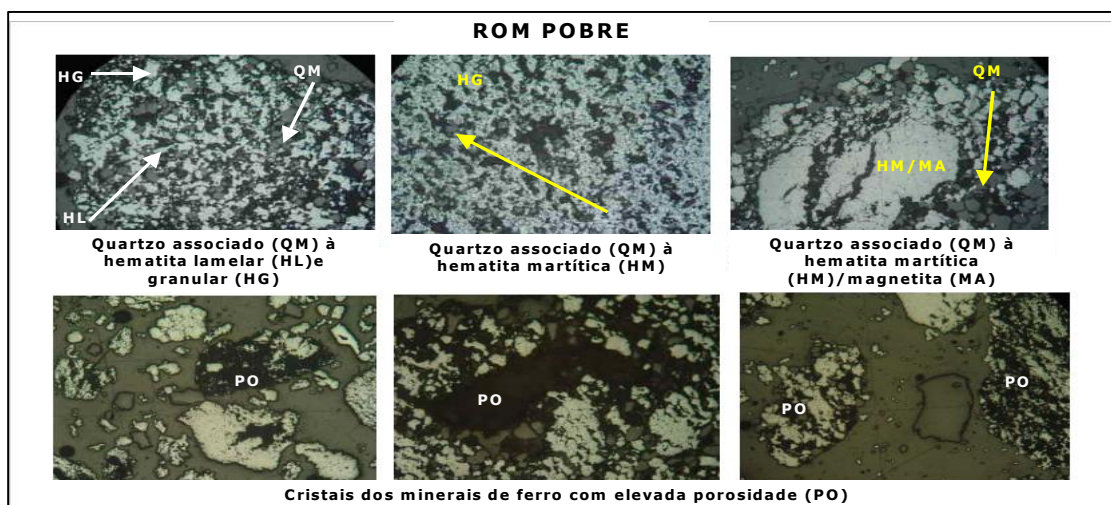 ROM POBRE
HG
QM
HL
HG
QM
HM/MA
Quartzo associado (QM) à
hematita lamelar (HL)e
granular (HG)
Quartzo associado (QM) à
hematita martítica (HM)
Quartzo associado (QM) à
hematita martítica
(HM)/magnetita (MA)
PO
PO
PO
PO
Cristais dos minerais de ferro com elevada porosidade (PO)